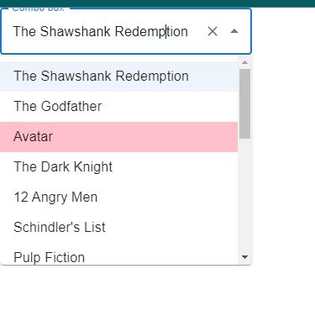 Combo box
The Shawshank Redemption
The Shawshank Redemption
The Godfather
Avatar
The Dark Knight
12 Angry Men
Schindler's List
Pulp Fiction